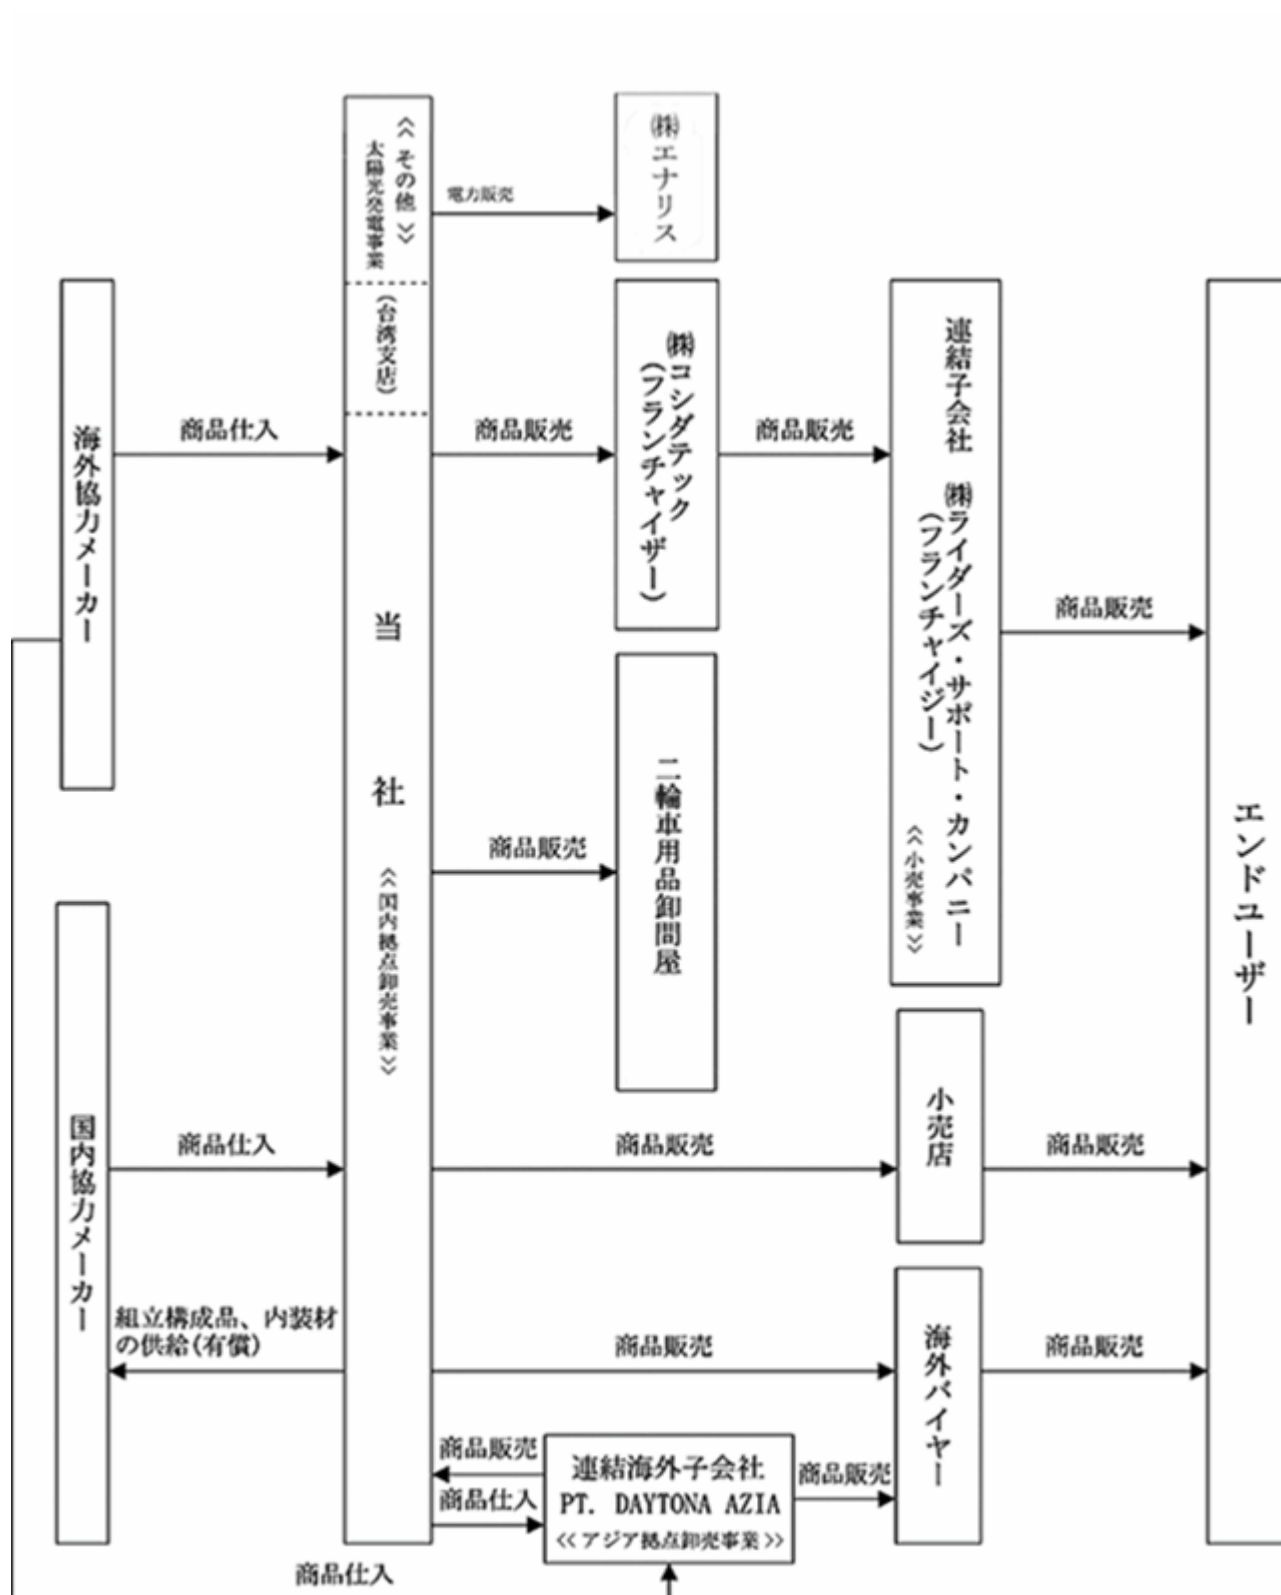 《その他》
太陽光発電事業
(台湾支店)
当社
《国内拠点卸売事業》
電力販売
㈱エナリス
海外協力メーカー
商品仕入
商品販売
㈱コシダテック
(フランチャイザー)
商品販売
連結子会社 ㈱ライダーズ・サポート・カンパニー
(フランチャイジー)
《小売事業》
商品販売
エンドユーザー
商品販売
二輪車用品卸問屋
国内協力メーカー
商品仕入
商品販売
小売店
商品販売
組立構成品、内装材
の供給(有償)
商品販売
海外バイヤー
商品販売
商品販売
商品仕入
連結海外子会社
PT. DAYTONA AZIA
《アジア拠点卸売事業》
商品販売
商品仕入